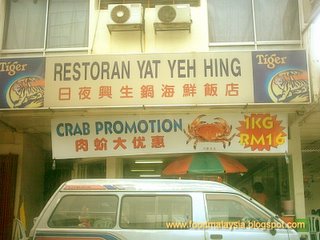 Tiger
RESTORAN YAT YEH HING
日夜興生鍋海鮮飯店
Tiger
CRAB PROMOTION
肉蚧大优惠
1KG
RM16
www.foodmalaysia.blogspot.com